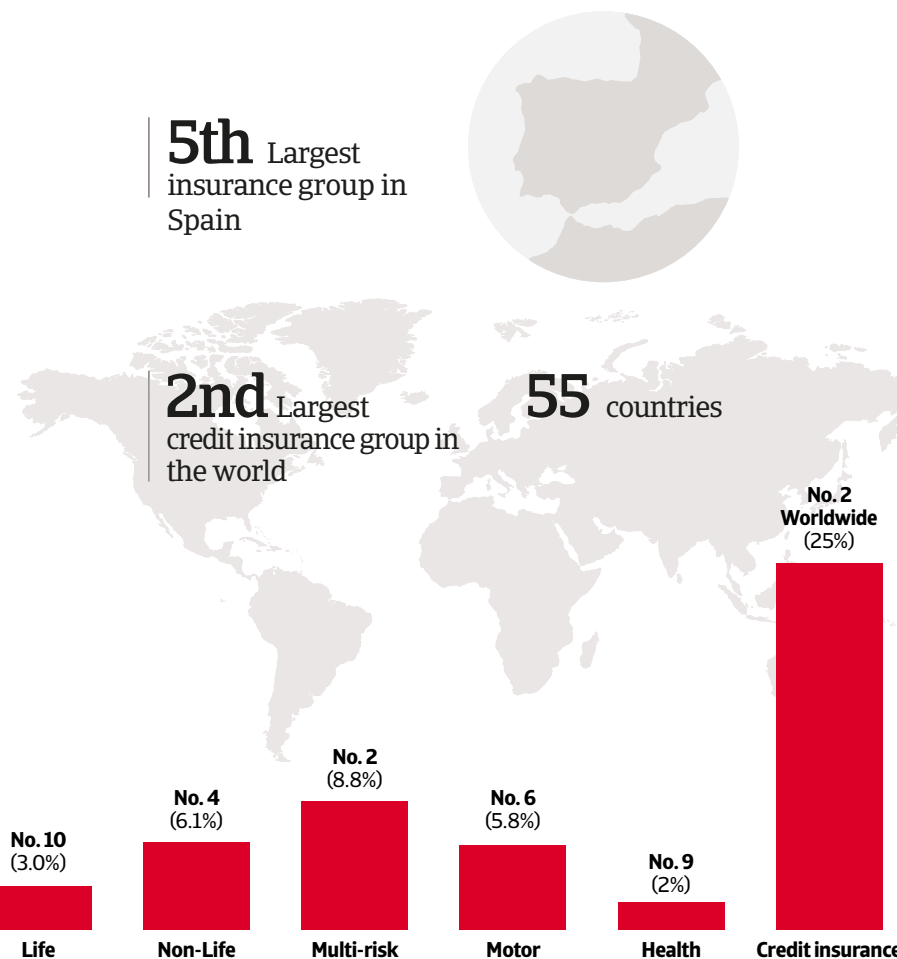 5th Largest
insurance group in
Spain
2nd Largest
credit insurance group in
the world
55 countries
No. 10
(3.0%)
Life
No. 4
(6.1%)
Non-Life
No. 2
(8.8%)
Multi-risk
No. 6
(5.8%)
Motor
No. 9
(2%)
Health
No. 2
Worldwide
(25%)
Credit insurance